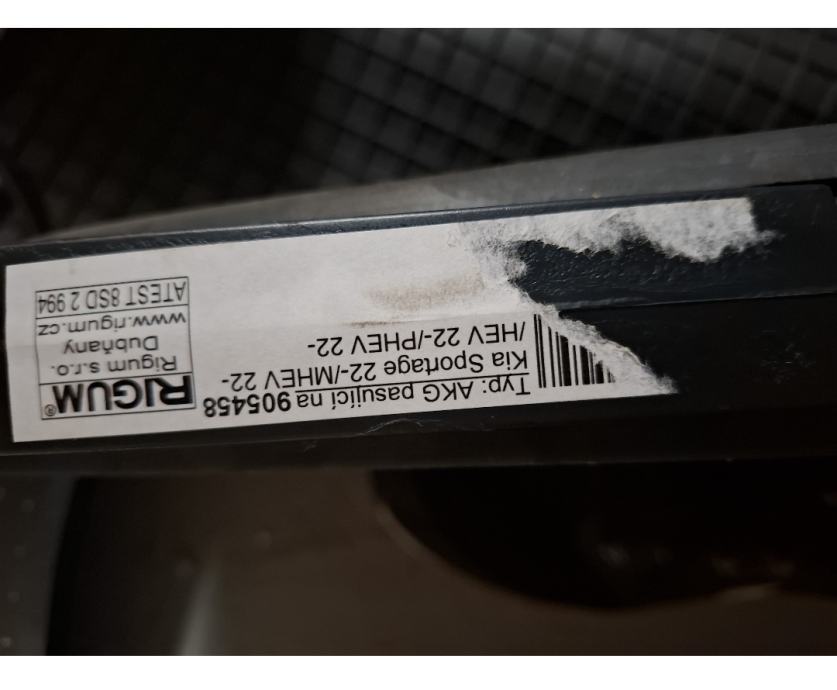 Typ: AKG pasující na 905458
Kia Sportage 22-/MHEV 22-
/HEV 22-/PHEV 22-
RIGUM®
Rigum s.r.o.
Dubňany
www.rigum.cz
ATEST 8SD 2 994